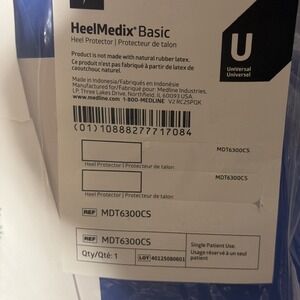 HeelMedix® Basic
Heel Protector | Protecteur de talon
U
Universal
Universel
Product is not made with natural rubber latex.
Ce produit n'est pas fabriqué à partir de latex de
caoutchouc naturel.
Made in Indonesia/Fabriqués en Indonésie
Manufactured for/Fabriqué pour: Medline Industries,
LP, Three Lakes Drive, Northfield, IL 60093 USA
www.medline.com 1-800-MEDLINE V2 RC25PQK
(01)10888277717084
MDT6300CS
Heel Protector | Protecteur de talon
MDT6300CS
Heel Protector | Protecteur de talon
REF MDT6300CS
REF MDT6300CS
Qty/Qté: 1
LOT 40125080601
Single Patient Use
Usage réservé à un seul
patient